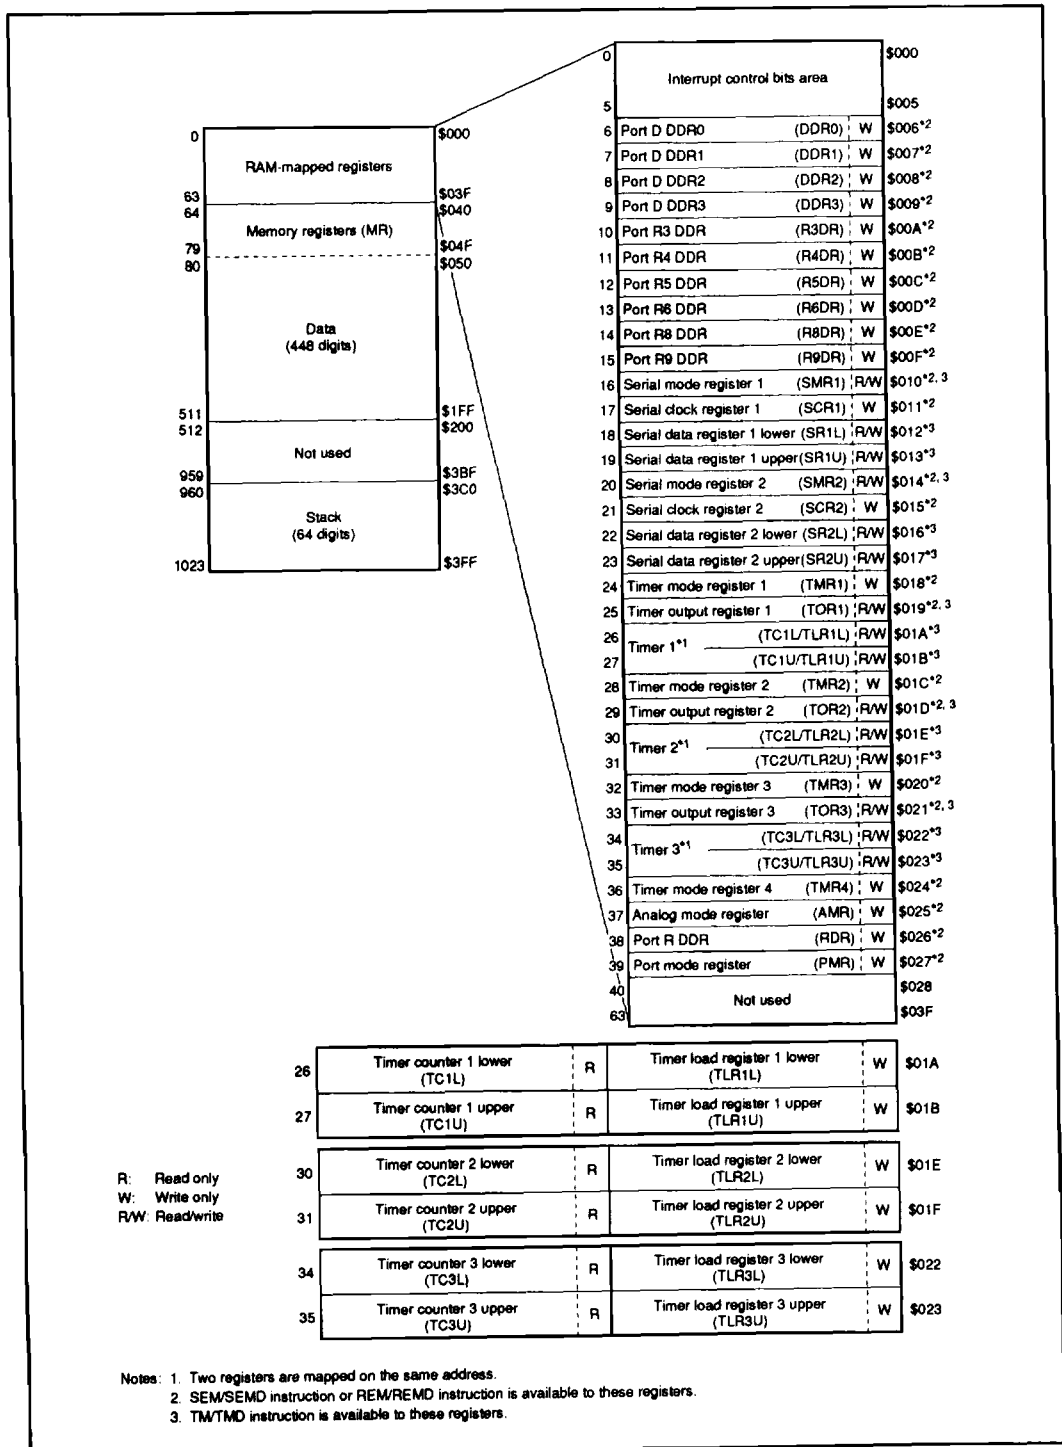 0 $000
RAM-mapped registers
63 $03F
64 $040
Memory registers (MR)
79 $04F
80 $050
Data
(448 digits)
511 $1FF
512 $200
Not used
959 $3BF
960 $3C0
Stack
(64 digits)
1023 $3FF
0 $000
Interrupt control bits area
5 $005
6 Port D DDR0 (DDR0) W $006*2
7 Port D DDR1 (DDR1) W $007*2
8 Port D DDR2 (DDR2) W $008*2
9 Port D DDR3 (DDR3) W $009*2
10 Port R3 DDR (R3DR) W $00A*2
11 Port R4 DDR (R4DR) W $00B*2
12 Port R5 DDR (R5DR) W $00C*2
13 Port R6 DDR (R6DR) W $00D*2
14 Port R8 DDR (R8DR) W $00E*2
15 Port R9 DDR (R9DR) W $00F*2
16 Serial mode register 1 (SMR1) R/W $010*2, 3
17 Serial clock register 1 (SCR1) W $011*2
18 Serial data register 1 lower (SR1L) R/W $012*3
19 Serial data register 1 upper(SR1U) R/W $013*3
20 Serial mode register 2 (SMR2) R/W $014*2, 3
21 Serial clock register 2 (SCR2) W $015*2
22 Serial data register 2 lower (SR2L) R/W $016*3
23 Serial data register 2 upper(SR2U) R/W $017*3
24 Timer mode register 1 (TMR1) W $018*2
25 Timer output register 1 (TOR1) R/W $019*2, 3
26 (TC1L/TLR1L) R/W $01A*3
Timer 1*1
27 (TC1U/TLR1U) R/W $01B*3
28 Timer mode register 2 (TMR2) W $01C*2
29 Timer output register 2 (TOR2) R/W $01D*2, 3
30 (TC2L/TLR2L) R/W $01E*3
Timer 2*1
31 (TC2U/TLR2U) R/W $01F*3
32 Timer mode register 3 (TMR3) W $020*2
33 Timer output register 3 (TOR3) R/W $021*2, 3
34 (TC3L/TLR3L) R/W $022*3
Timer 3*1
35 (TC3U/TLR3U) R/W $023*3
36 Timer mode register 4 (TMR4) W $024*2
37 Analog mode register (AMR) W $025*2
38 Port R DDR (RDR) W $026*2
39 Port mode register (PMR) W $027*2
40 $028
Not used
63 $03F
26 Timer counter 1 lower (TC1L) R Timer load register 1 lower (TLR1L) W $01A
27 Timer counter 1 upper (TC1U) R Timer load register 1 upper (TLR1U) W $01B
30 Timer counter 2 lower (TC2L) R Timer load register 2 lower (TLR2L) W $01E
31 Timer counter 2 upper (TC2U) R Timer load register 2 upper (TLR2U) W $01F
34 Timer counter 3 lower (TC3L) R Timer load register 3 lower (TLR3L) W $022
35 Timer counter 3 upper (TC3U) R Timer load register 3 upper (TLR3U) W $023
R: Read only
W: Write only
R/W: Read/write
Notes: 1. Two registers are mapped on the same address.
2. SEM/SEMD instruction or REM/REMD instruction is available to these registers.
3. TM/TMD instruction is available to these registers.